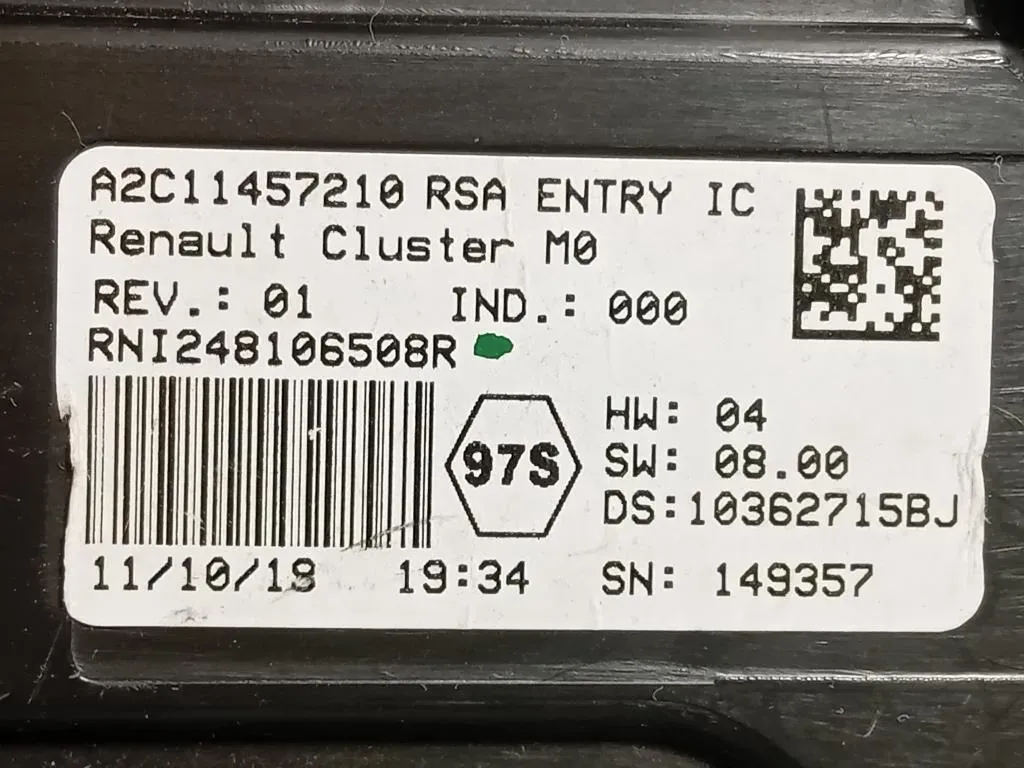 A2C11457210 RSA ENTRY IC
Renault Cluster M0
REV.: 01 IND.: 000
RNI248106508R
97S
HW: 04
SW: 08.00
DS:10362715BJ
11/10/18 19:34 SN: 149357